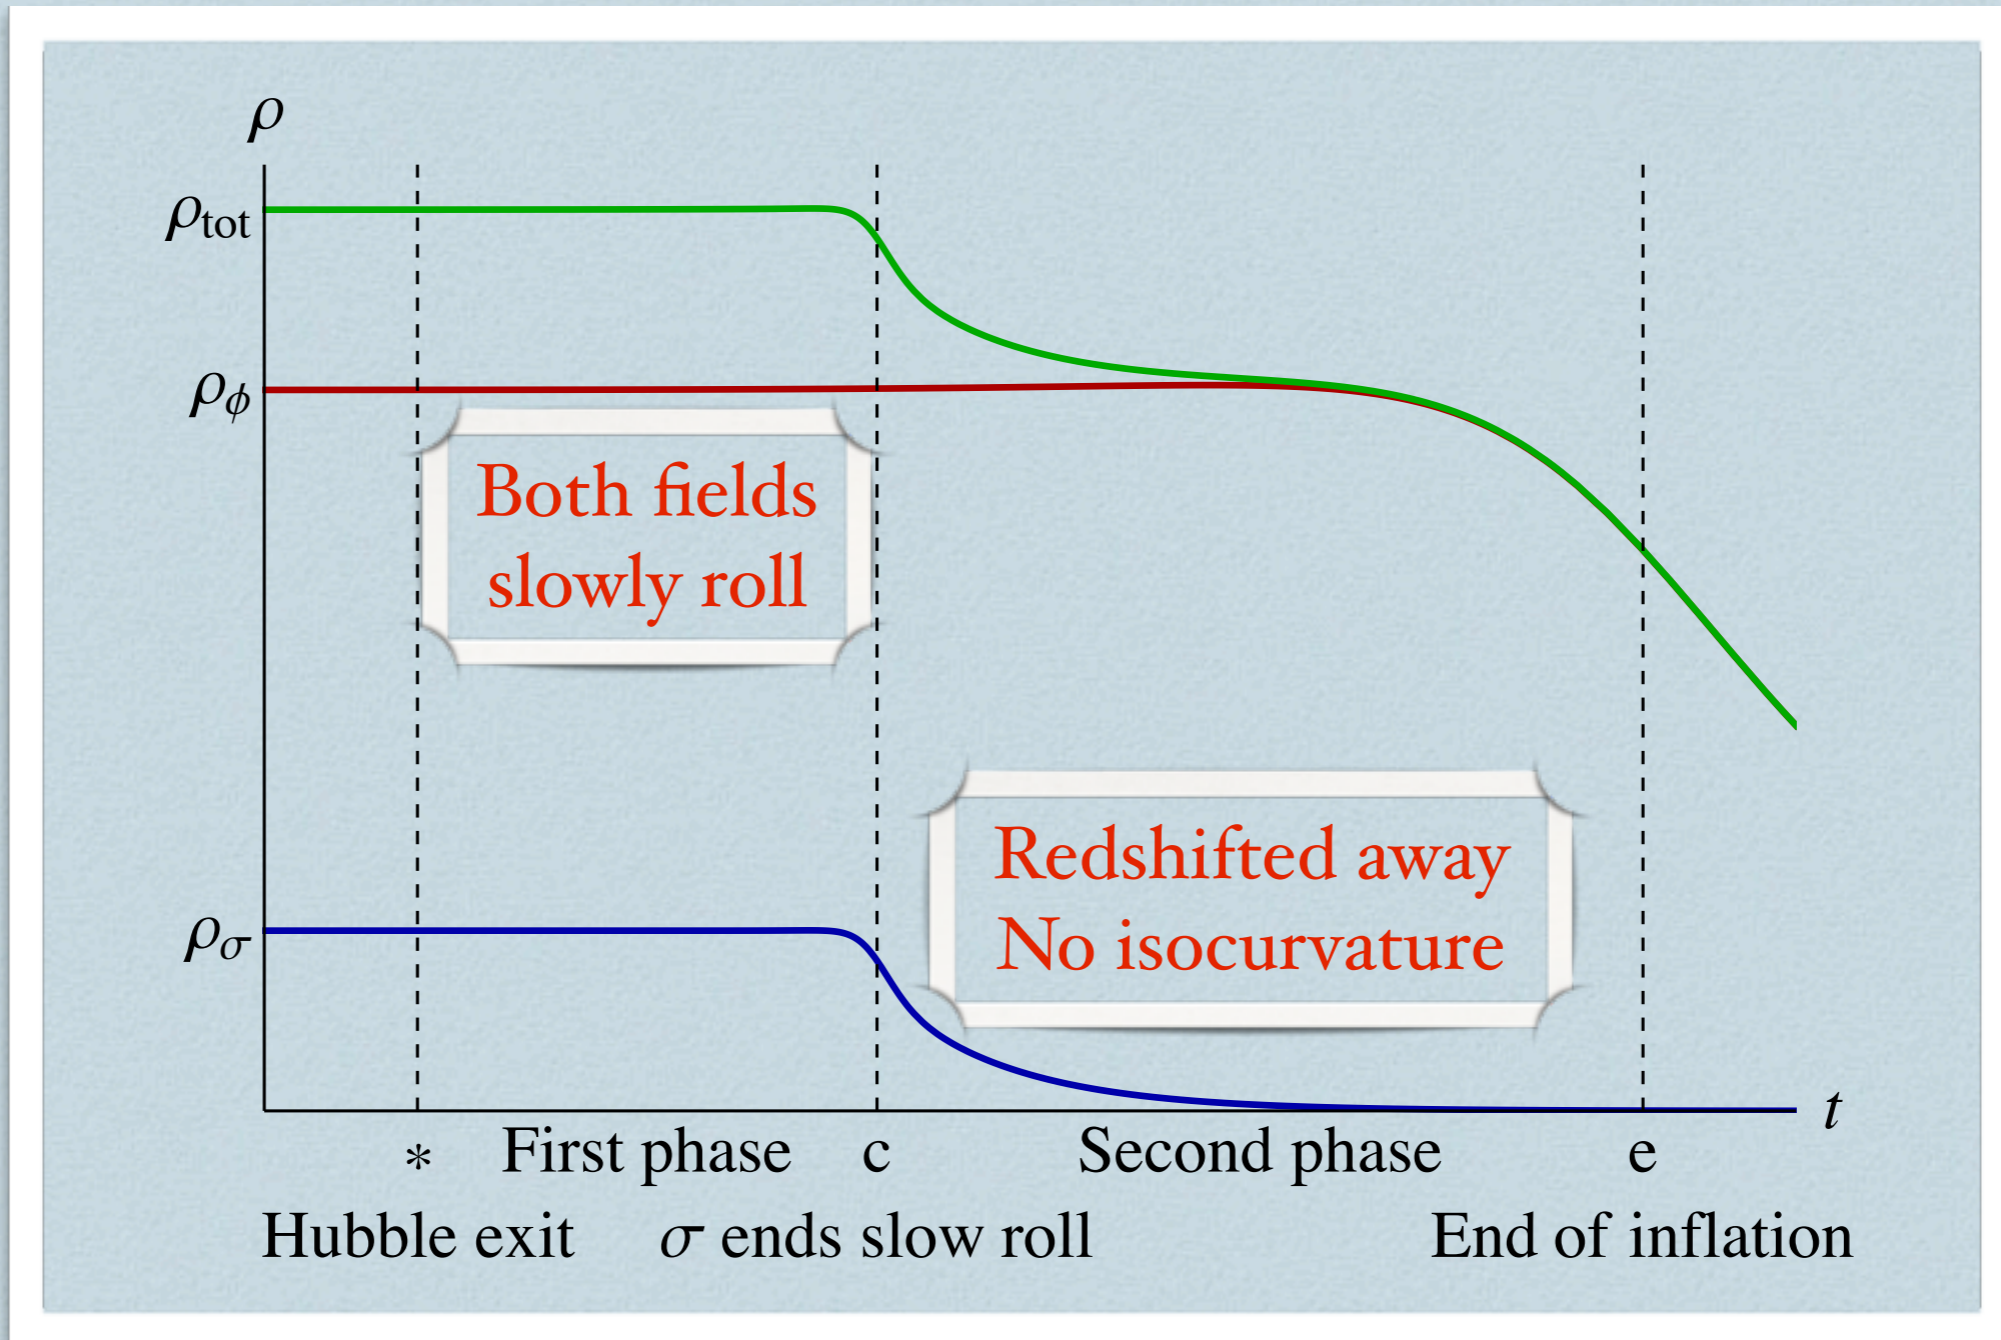 ρ
ρtot
ρϕ
Both fields
slowly roll
Redshifted away
No isocurvature
ρσ
t
* First phase c Second phase e
Hubble exit σ ends slow roll End of inflation